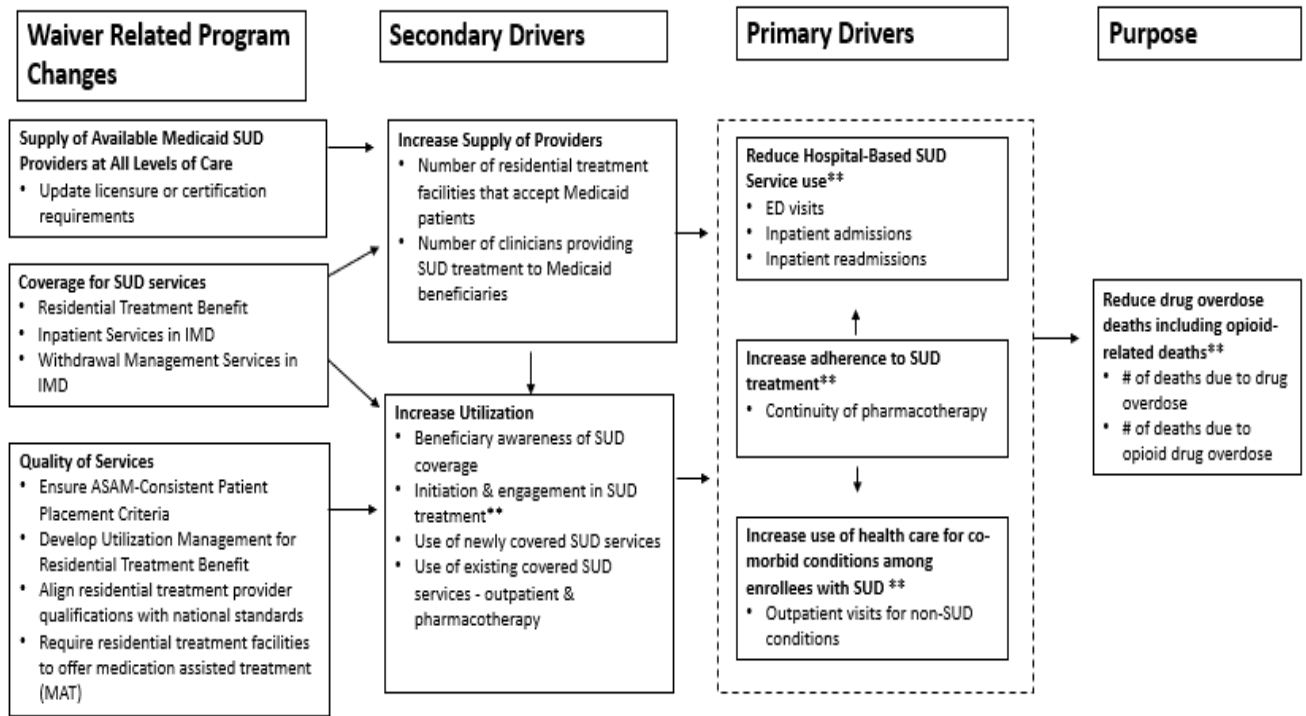 Waiver Related Program
Changes
Secondary Drivers
Primary Drivers
Purpose
Supply of Available Medicaid SUD
Providers at All Levels of Care
• Update licensure or certification
requirements
Coverage for SUD services
• Residential Treatment Benefit
• Inpatient Services in IMD
• Withdrawal Management Services in
IMD
Quality of Services
• Ensure ASAM-Consistent Patient
Placement Criteria
• Develop Utilization Management for
Residential Treatment Benefit
• Align residential treatment provider
qualifications with national standards
• Require residential treatment facilities
to offer medication assisted treatment
(MAT)
Increase Supply of Providers
• Number of residential treatment
facilities that accept Medicaid
patients
• Number of clinicians providing
SUD treatment to Medicaid
beneficiaries
Increase Utilization
• Beneficiary awareness of SUD
coverage
• Initiation & engagement in SUD
treatment**
• Use of newly covered SUD services
• Use of existing covered SUD
services - outpatient &
pharmacotherapy
Reduce Hospital-Based SUD
Service use**
• ED visits
• Inpatient admissions
• Inpatient readmissions
Increase adherence to SUD
treatment**
• Continuity of pharmacotherapy
Increase use of health care for co-
morbid conditions among
enrollees with SUD **
• Outpatient visits for non-SUD
conditions
Reduce drug overdose
deaths including opioid-
related deaths**
• # of deaths due to drug
overdose
• # of deaths due to
opioid drug overdose